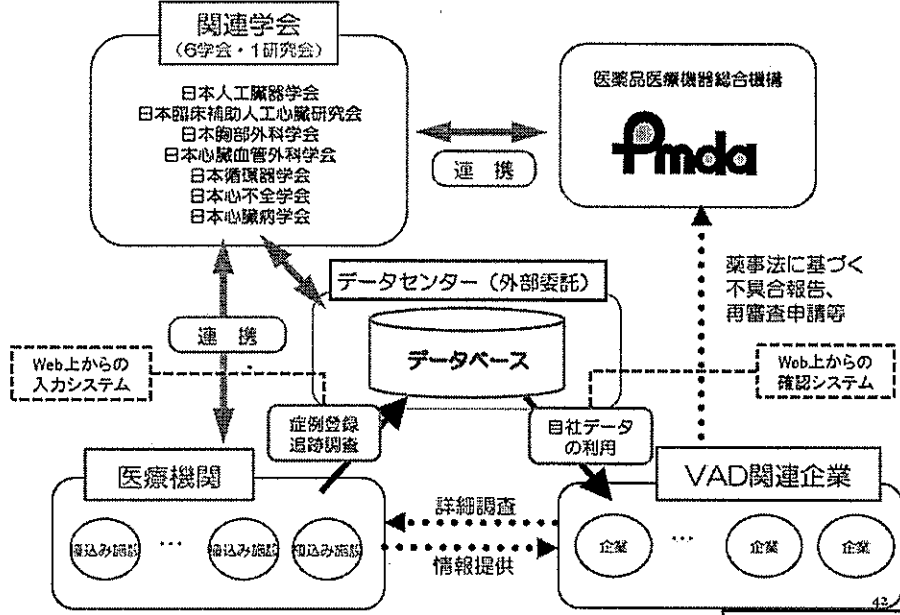 関連学会
(6学会・1研究会)
日本人工臓器学会
日本臨床補助人工心臓研究会
日本胸部外科学会
日本心臓血管外科学会
日本循環器学会
日本心不全学会
日本心臓病学会
医薬品医療機器総合機構
Pmda
連 携
薬事法に基づく
不具合報告、
再審査申請等
データセンター(外部委託)
データベース
連 携
Web上からの
入力システム
Web上からの
確認システム
症例登録
追跡調査
自社データ
の利用
医療機関
VAD関連企業
詳細調査
情報提供
埋込み施設
…
埋込み施設
埋込み施設
企業
…
企業
企業
42